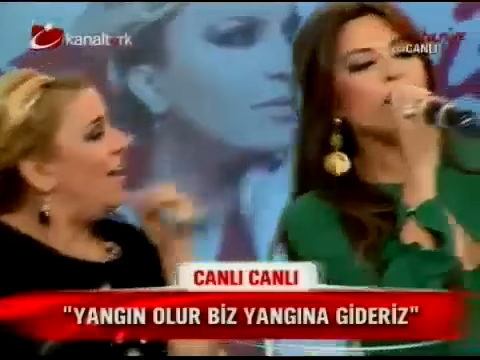 kanaltürk
CANLI
CANLI CANLI
"YANGIN OLUR BİZ YANGINA GİDERİZ"